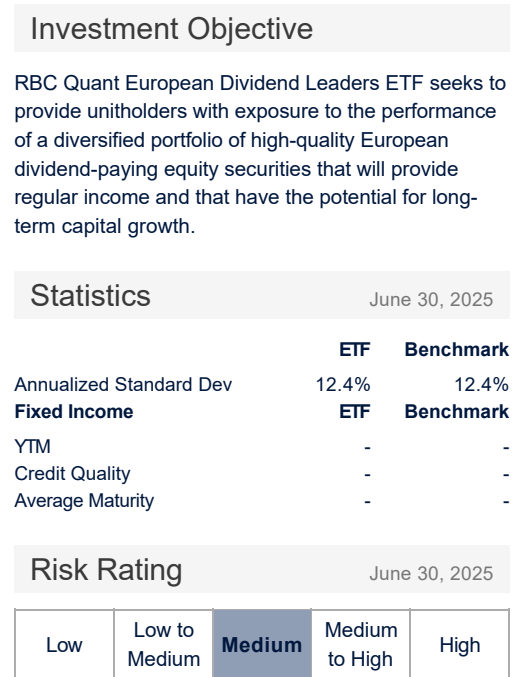 Investment Objective
RBC Quant European Dividend Leaders ETF seeks to
provide unitholders with exposure to the performance
of a diversified portfolio of high-quality European
dividend-paying equity securities that will provide
regular income and that have the potential for long-
term capital growth.
Statistics June 30, 2025
ETF Benchmark
Annualized Standard Dev 12.4% 12.4%
Fixed Income ETF Benchmark
YTM - -
Credit Quality - -
Average Maturity - -
Risk Rating June 30, 2025
Low Low to Medium Medium Medium to High High